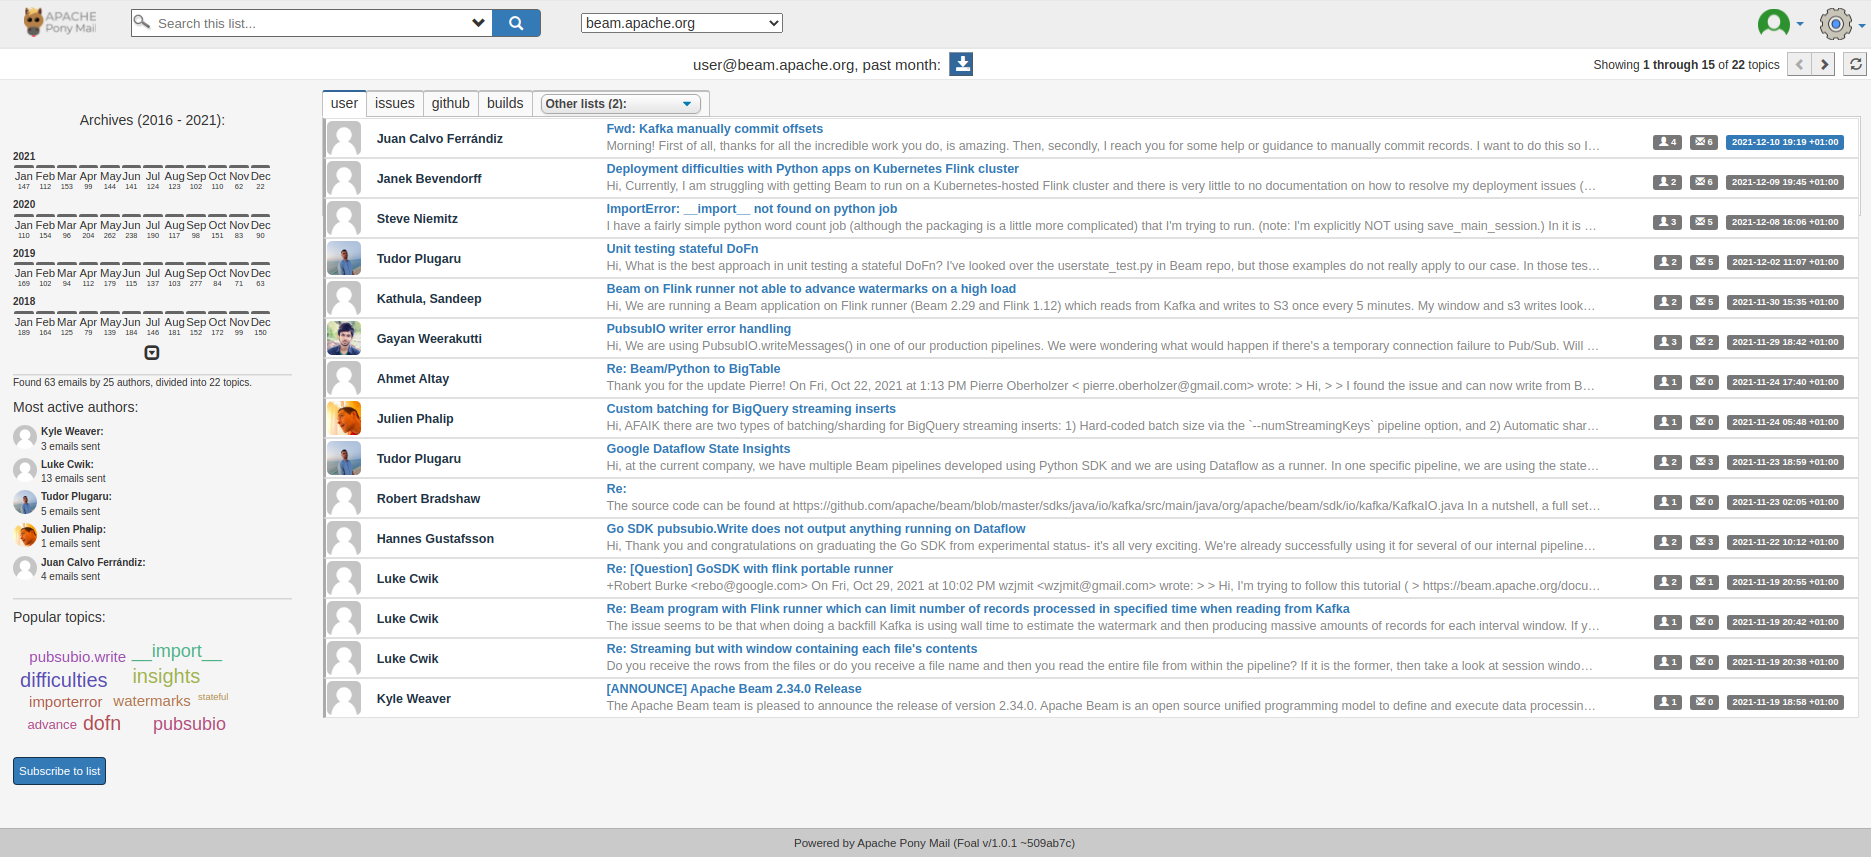 APACHE
Pony Mail
Search this list...
beam.apache.org
user@beam.apache.org, past month:
Showing 1 through 15 of 22 topics
Archives (2016 - 2021):
2021
Jan Feb Mar Apr May Jun Jul Aug Sep Oct Nov Dec
147 112 153 99 144 141 124 123 102 110 62 22
2020
Jan Feb Mar Apr May Jun Jul Aug Sep Oct Nov Dec
110 154 96 204 262 238 190 117 98 151 83 90
2019
Jan Feb Mar Apr May Jun Jul Aug Sep Oct Nov Dec
169 102 94 112 179 115 137 103 277 84 71 63
2018
Jan Feb Mar Apr May Jun Jul Aug Sep Oct Nov Dec
189 164 125 79 139 184 146 181 152 172 99 150
Found 63 emails by 25 authors, divided into 22 topics.
Most active authors:
Kyle Weaver:
3 emails sent
Luke Cwik:
13 emails sent
Tudor Plugaru:
5 emails sent
Julien Phalip:
1 emails sent
Juan Calvo Ferrándiz:
4 emails sent
Popular topics:
pubsubio.write __import__
difficulties insights
importerror watermarks stateful
advance dofn pubsubio
Subscribe to list
user issues github builds Other lists (2):
Juan Calvo Ferrándiz
Fwd: Kafka manually commit offsets
Morning! First of all, thanks for all the incredible work you do, is amazing. Then, secondly, I reach you for some help or guidance to manually commit records. I want to do this so I...
4 6 2021-12-10 19:19 +01:00
Janek Bevendorff
Deployment difficulties with Python apps on Kubernetes Flink cluster
Hi, Currently, I am struggling with getting Beam to run on a Kubernetes-hosted Flink cluster and there is very little to no documentation on how to resolve my deployment issues (...
2 6 2021-12-09 19:45 +01:00
Steve Niemitz
ImportError: __import__ not found on python job
I have a fairly simple python word count job (although the packaging is a little more complicated) that I'm trying to run. (note: I'm explicitly NOT using save_main_session.) In it is ...
3 5 2021-12-08 16:06 +01:00
Tudor Plugaru
Unit testing stateful DoFn
Hi, What is the best approach in unit testing a stateful DoFn? I've looked over the userstate_test.py in Beam repo, but those examples do not really apply to our case. In those tes...
2 5 2021-12-02 11:07 +01:00
Kathula, Sandeep
Beam on Flink runner not able to advance watermarks on a high load
Hi, We are running a Beam application on Flink runner (Beam 2.29 and Flink 1.12) which reads from Kafka and writes to S3 once every 5 minutes. My window and s3 writes look...
2 5 2021-11-30 15:35 +01:00
Gayan Weerakutti
PubsubIO writer error handling
Hi, We are using PubsubIO.writeMessages() in one of our production pipelines. We were wondering what would happen if there's a temporary connection failure to Pub/Sub. Will ...
3 2 2021-11-29 18:42 +01:00
Ahmet Altay
Re: Beam/Python to BigTable
Thank you for the update Pierre! On Fri, Oct 22, 2021 at 1:13 PM Pierre Oberholzer < pierre.oberholzer@gmail.com> wrote: > Hi, > > I found the issue and can now write from B...
1 0 2021-11-24 17:40 +01:00
Julien Phalip
Custom batching for BigQuery streaming inserts
Hi, AFAIK there are two types of batching/sharding for BigQuery streaming inserts: 1) Hard-coded batch size via the `--numStreamingKeys` pipeline option, and 2) Automatic shar...
1 0 2021-11-24 05:48 +01:00
Tudor Plugaru
Google Dataflow State Insights
Hi, at the current company, we have multiple Beam pipelines developed using Python SDK and we are using Dataflow as a runner. In one specific pipeline, we are using the state...
2 3 2021-11-23 18:59 +01:00
Robert Bradshaw
Re:
The source code can be found at https://github.com/apache/beam/blob/master/sdks/java/io/kafka/src/main/java/org/apache/beam/sdk/io/kafka/KafkaIO.java In a nutshell, a full set...
1 0 2021-11-23 02:05 +01:00
Hannes Gustafsson
Go SDK pubsubio.Write does not output anything running on Dataflow
Hi, Thank you and congratulations on graduating the Go SDK from experimental status- it's all very exciting. We're already successfully using it for several of our internal pipeline...
2 3 2021-11-22 10:12 +01:00
Luke Cwik
Re: [Question] GoSDK with flink portable runner
+Robert Burke <rebo@google.com> On Fri, Oct 29, 2021 at 10:02 PM wzjmit <wzjmit@gmail.com> wrote: > > Hi, I'm trying to follow this tutorial ( > https://beam.apache.org/docu...
2 1 2021-11-19 20:55 +01:00
Luke Cwik
Re: Beam program with Flink runner which can limit number of records processed in specified time when reading from Kafka
The issue seems to be that when doing a backfill Kafka is using wall time to estimate the watermark and then producing massive amounts of records for each interval window. If y...
1 0 2021-11-19 20:42 +01:00
Luke Cwik
Re: Streaming but with window containing each file's contents
Do you receive the rows from the files or do you receive a file name and then you read the entire file from within the pipeline? If it is the former, then take a look at session windo...
1 0 2021-11-19 20:38 +01:00
Kyle Weaver
[ANNOUNCE] Apache Beam 2.34.0 Release
The Apache Beam team is pleased to announce the release of version 2.34.0. Apache Beam is an open source unified programming model to define and execute data processin...
1 0 2021-11-19 18:58 +01:00
Powered by Apache Pony Mail (Foal v/1.0.1 ~509ab7c)